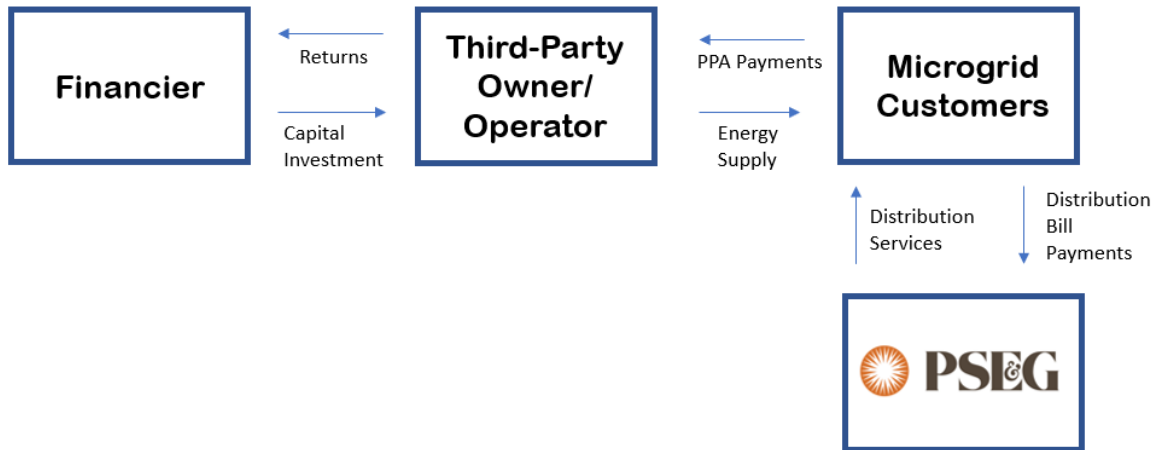 Financier
Returns
Capital
Investment
Third-Party
Owner/
Operator
PPA Payments
Energy
Supply
Microgrid
Customers
Distribution
Services
Distribution
Bill
Payments
PSE&G